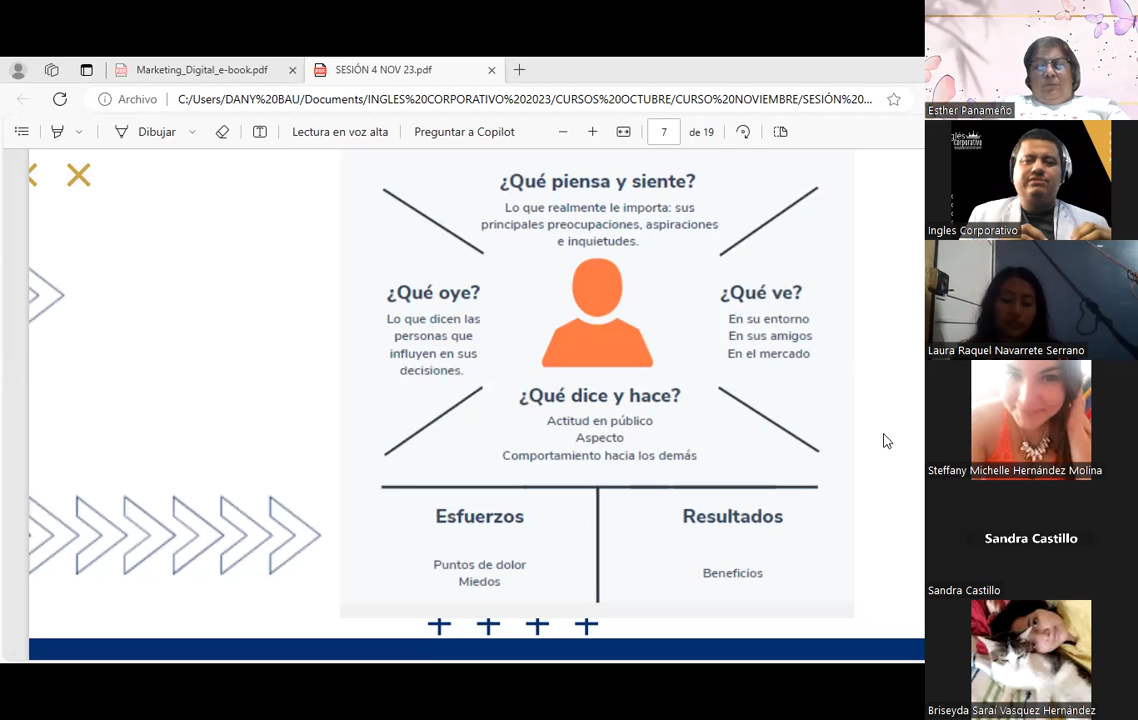 Marketing_Digital_e-book.pdf
SESIÓN 4 NOV 23.pdf
Archivo
C:/Users/DANY%20BAU/Documents/INGLES%20CORPORATIVO%202023/CURSOS%20OCTUBRE/CURSO%20NOVIEMBRE/SESIÓN%20...
Dibujar
Lectura en voz alta
Preguntar a Copilot
7
de 19
¿Qué piensa y siente?
Lo que realmente le importa: sus
principales preocupaciones, aspiraciones
e inquietudes.
¿Qué oye?
Lo que dicen las
personas que
influyen en sus
decisiones.
¿Qué ve?
En su entorno
En sus amigos
En el mercado
¿Qué dice y hace?
Actitud en público
Aspecto
Comportamiento hacia los demás
Esfuerzos
Puntos de dolor
Miedos
Resultados
Beneficios
Esther Panameño
Ingles Corporativo
Laura Raquel Navarrete Serrano
Steffany Michelle Hernández Molina
Sandra Castillo
Sandra Castillo
Briseyda Saraí Vasquez Hernández